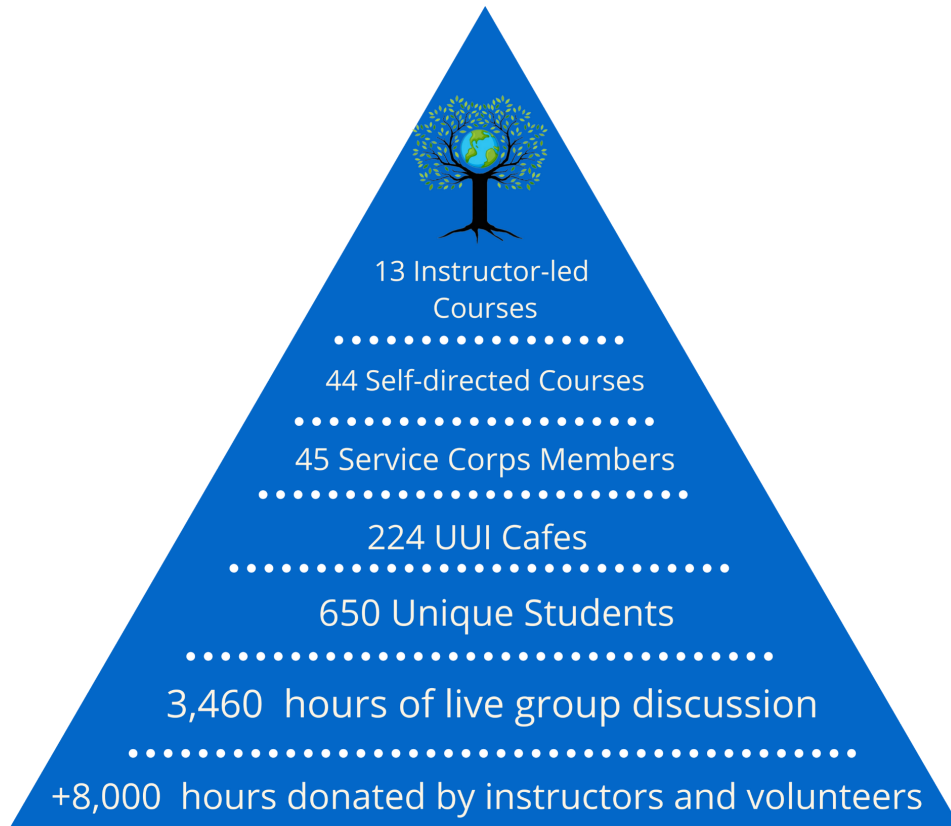 13 Instructor-led
Courses
44 Self-directed Courses
45 Service Corps Members
224 UUI Cafes
650 Unique Students
3,460 hours of live group discussion
+8,000 hours donated by instructors and volunteers